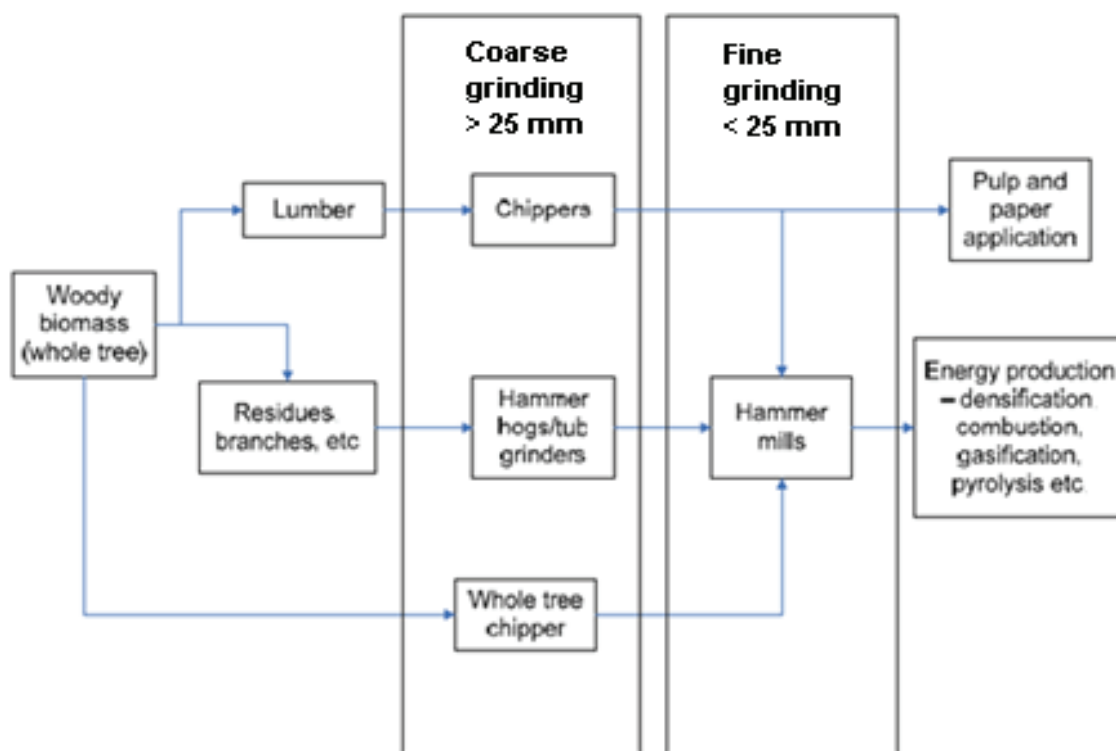 Coarse
grinding
> 25 mm
Fine
grinding
< 25 mm
Lumber
Chippers
Pulp and
paper
application
Woody
biomass
(whole tree)
Residues
branches, etc
Hammer
hogs/tub
grinders
Hammer
mills
Energy production
– densification
combustion,
gasification,
pyrolysis etc
Whole tree
chipper